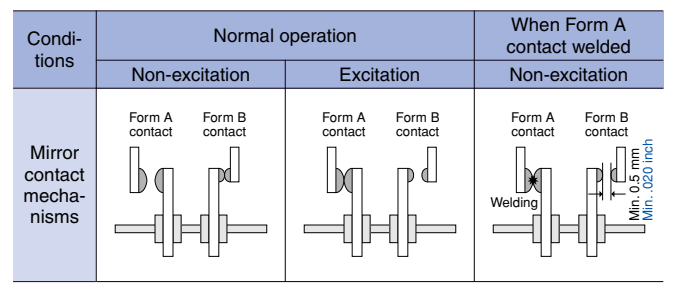 Condi-
tions
Normal operation
When Form A
contact welded
Non-excitation
Excitation
Non-excitation
Mirror
contact
mecha-
nisms
Form A
contact
Form B
contact
Form A
contact
Form B
contact
Form A
contact
Form B
contact
Welding
Min. 0.5 mm
Min. .020 inch